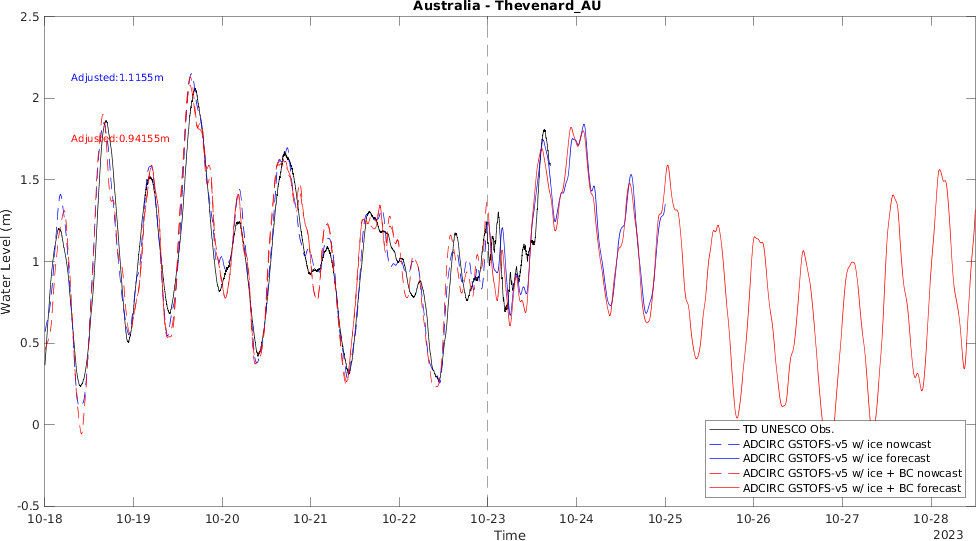 Australia - Thevenard_AU
2.5
2
1.5
1
0.5
0
-0.5
Water Level (m)
Adjusted:1.1155m
Adjusted:0.94155m
TD UNESCO Obs.
ADCIRC GSTOFS-v5 w/ ice nowcast
ADCIRC GSTOFS-v5 w/ ice forecast
ADCIRC GSTOFS-v5 w/ ice + BC nowcast
ADCIRC GSTOFS-v5 w/ ice + BC forecast
10-18 10-19 10-20 10-21 10-22 10-23 10-24 10-25 10-26 10-27 10-28
Time
2023